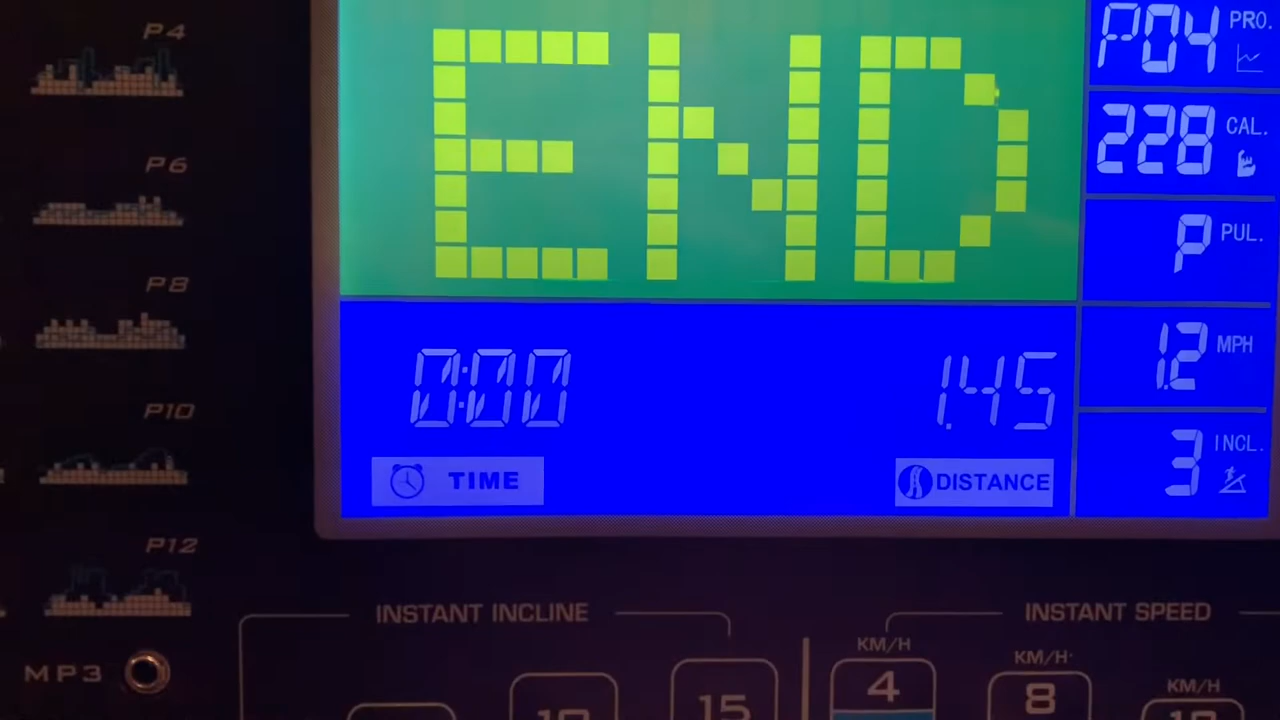 P4
P6
P8
P10
P12
MP3
END
0:00
TIME
1.45
DISTANCE
P04 PRO.
228 CAL.
P PUL.
1.2 MPH
3 INCL.
INSTANT INCLINE
15
INSTANT SPEED
KM/H
4
KM/H
8
KM/H